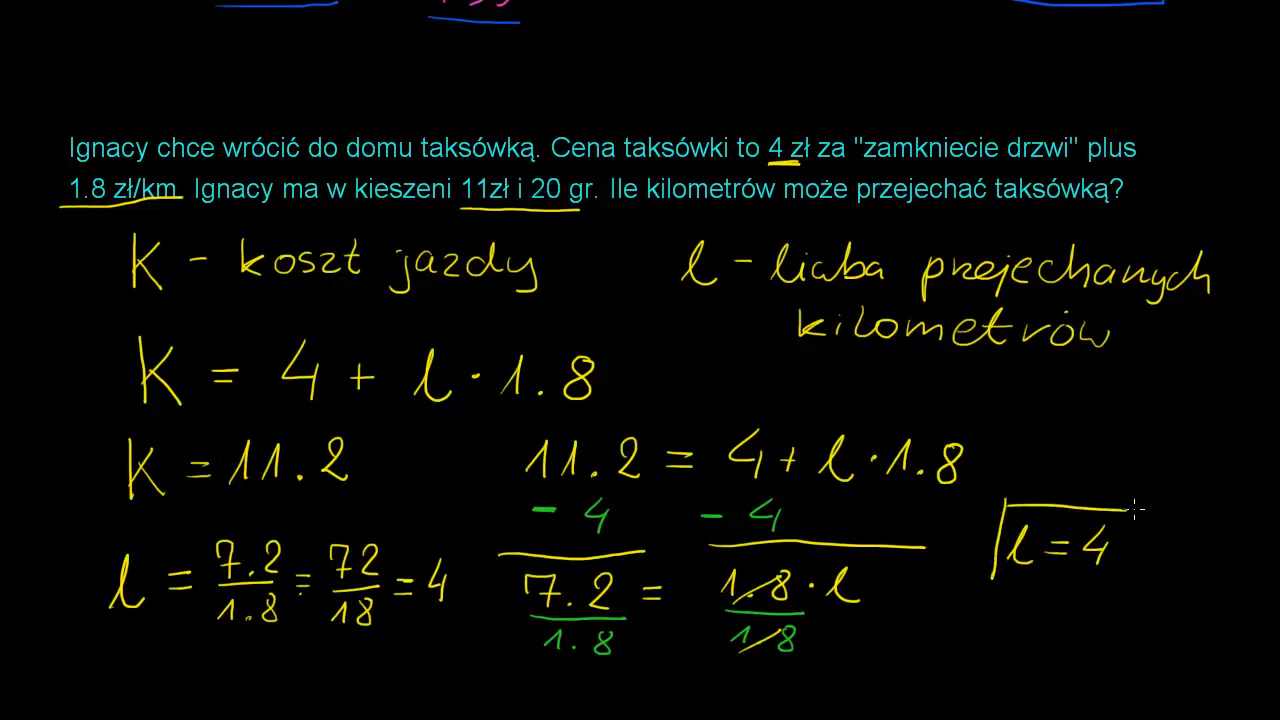 Ignacy chce wrócić do domu taksówką. Cena taksówki to 4 zł za "zamkniecie drzwi" plus
1.8 zł/km. Ignacy ma w kieszeni 11zł i 20 gr. Ile kilometrów może przejechać taksówką?
K - koszt jazdy
l - liczba przejechanych
kilometrów
K = 4 + l · 1.8
K = 11.2
11.2 = 4 + l · 1.8
- 4 - 4
7.2 = 1.8 · l
1.8 1.8
l = 7.2/1.8 = 72/18 = 4
l = 4